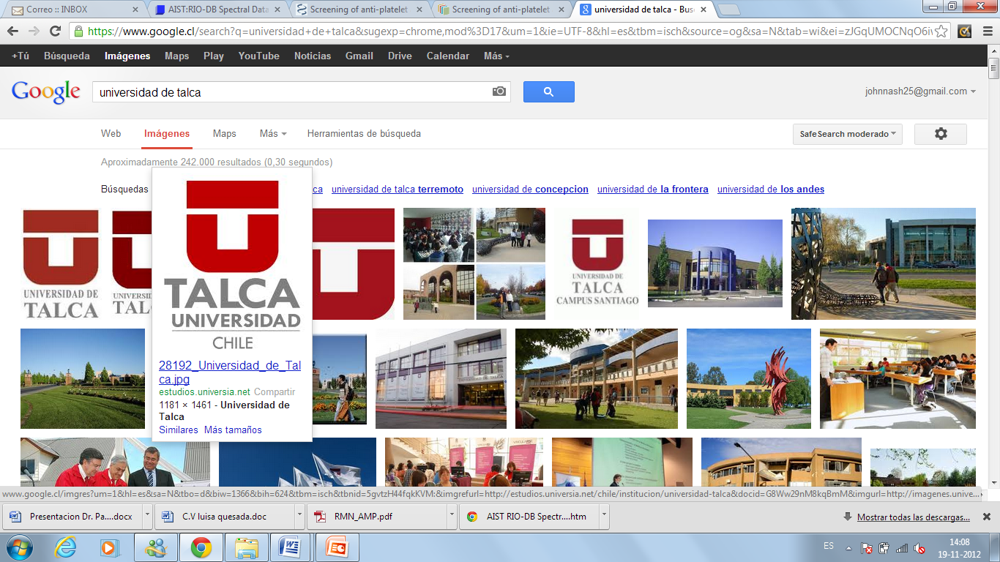 Correo :: INBOX
AIST:RIO-DB Spectral Data
Screening of anti-platelet
Screening of anti-platelet
universidad de talca - Bus
https://www.google.cl/search?q=universidad+de+talca&sugexp=chrome,mod%3D17&um=1&ie=UTF-8&hl=es&tbm=isch&source=og&sa=N&tab=wi&ei=zJGqUMOCNqO6i
+Tú Búsqueda Imágenes Maps Play YouTube Noticias Gmail Drive Calendar Más
Google
universidad de talca
johnnash25@gmail.com
Web Imágenes Maps Más Herramientas de búsqueda
SafeSearch moderado
Aproximadamente 242.000 resultados (0,30 segundos)
Búsquedas ca universidad de talca terremoto universidad de concepcion universidad de la frontera universidad de los andes
UNIVERSIDAD DE
TALCA
UNIVERSI
TAL
TALCA
UNIVERSIDAD
CHILE
28192_Universidad_de_Tal
ca.jpg
estudios.universia.net Compartir
1181 × 1461 - Universidad de
Talca
Similares Más tamaños
UNIVERSIDAD DE
TALCA
CAMPUS SANTIAGO
UNIVERSIDAD DE TALCA
www.google.cl/imgres?um=1&hl=es&sa=N&tbo=d&biw=1366&bih=624&tbm=isch&tbnid=5gvtzH44fqkKVM:&imgrefurl=http://estudios.universia.net/chile/institucion/universidad-talca&docid=G8Ww29nM8kqBmM&imgurl=http://imagenes.unive...
Presentacion Dr. Pa....docx
C.V luisa quesada.doc
RMN_AMP.pdf
AIST RIO-DB Spectr....htm
Mostrar todas las descargas...
ES
14:08
19-11-2012